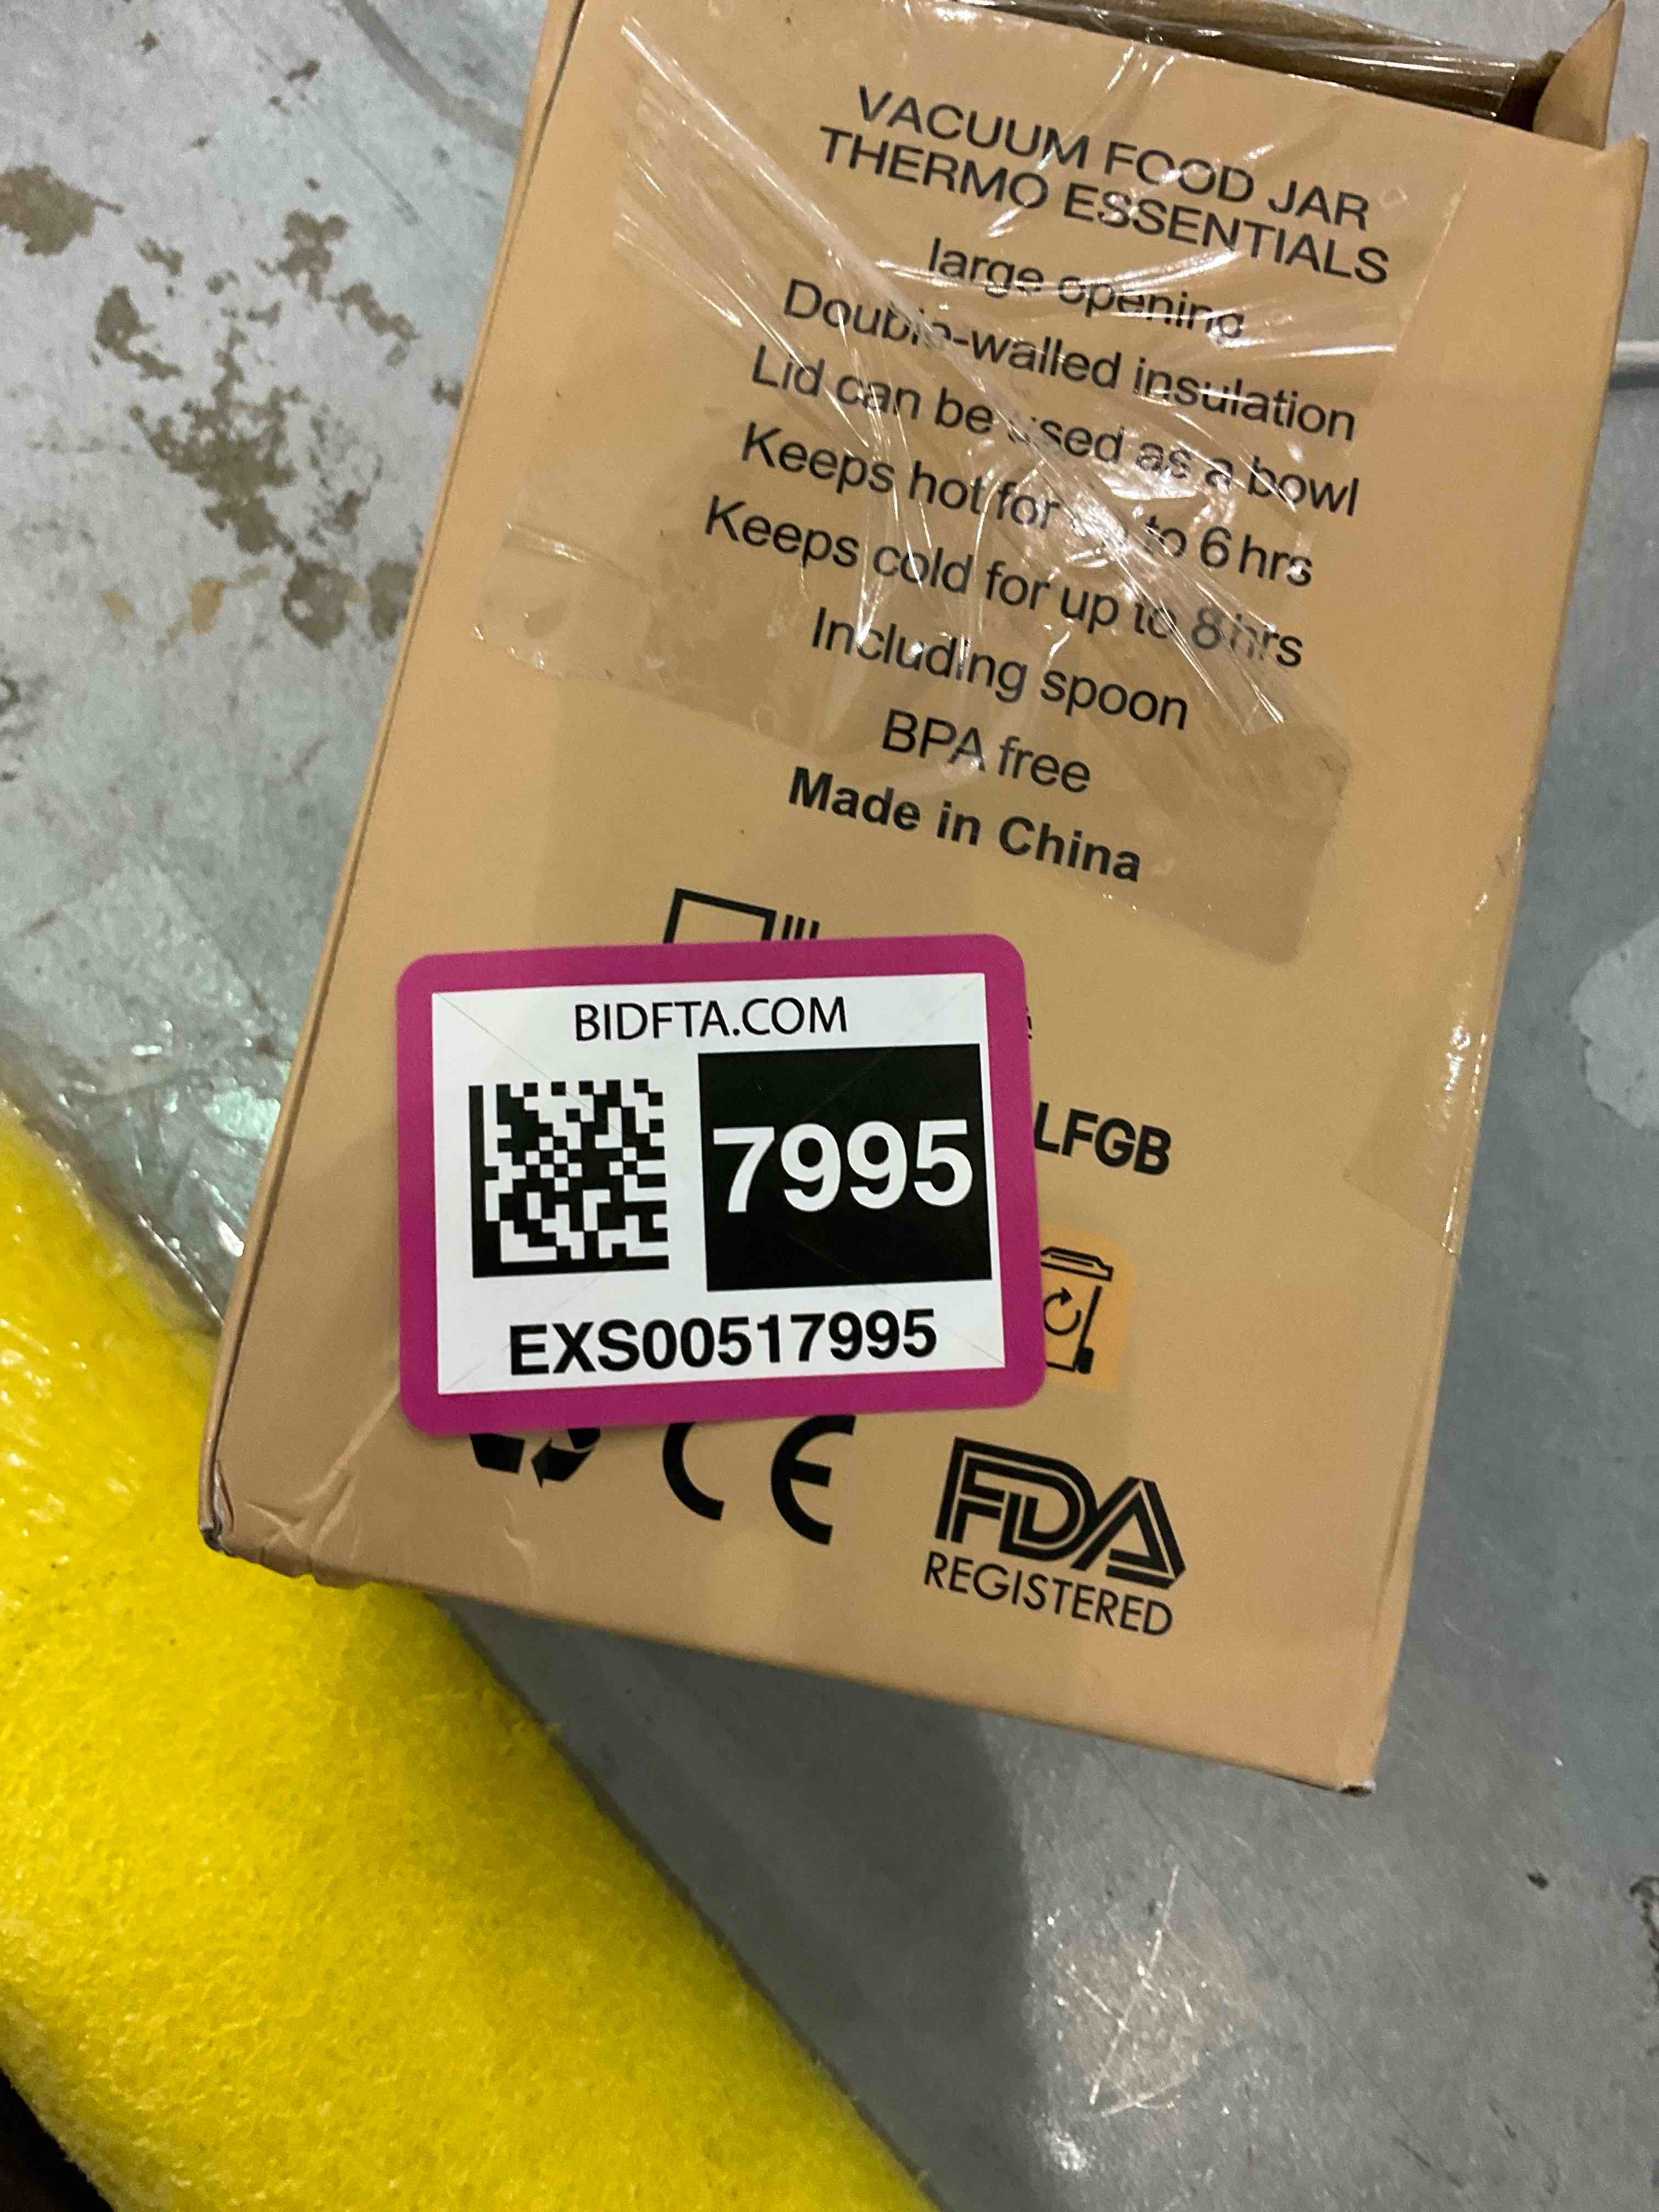 VACUUM FOOD JAR
THERMO ESSENTIALS
large opening
Double-walled insulation
Lid can be used as a bowl
Keeps hot for up to 6 hrs
Keeps cold for up to 8 hrs
Including spoon
BPA free
Made in China
BIDFTA.COM
7995
EXS00517995
LFGB
CE
FDA
REGISTERED